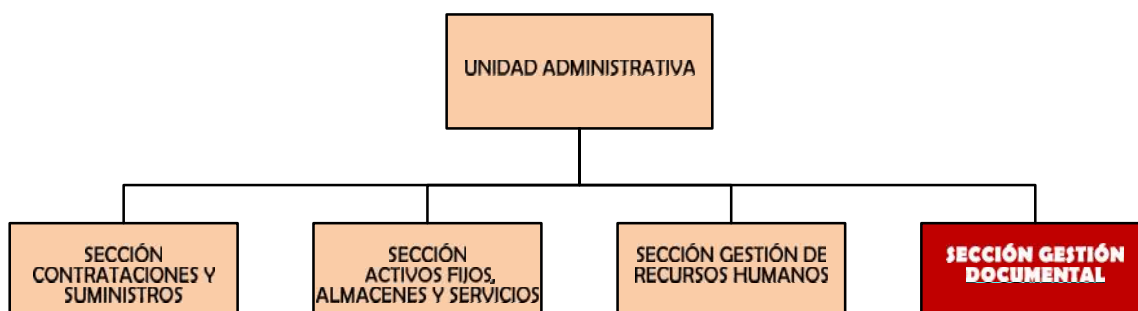 UNIDAD ADMINISTRATIVA
SECCIÓN
CONTRATACIONES Y
SUMINISTROS
SECCIÓN
ACTIVOS FIJOS,
ALMACENES Y SERVICIOS
SECCIÓN GESTIÓN DE
RECURSOS HUMANOS
SECCIÓN GESTIÓN
DOCUMENTAL